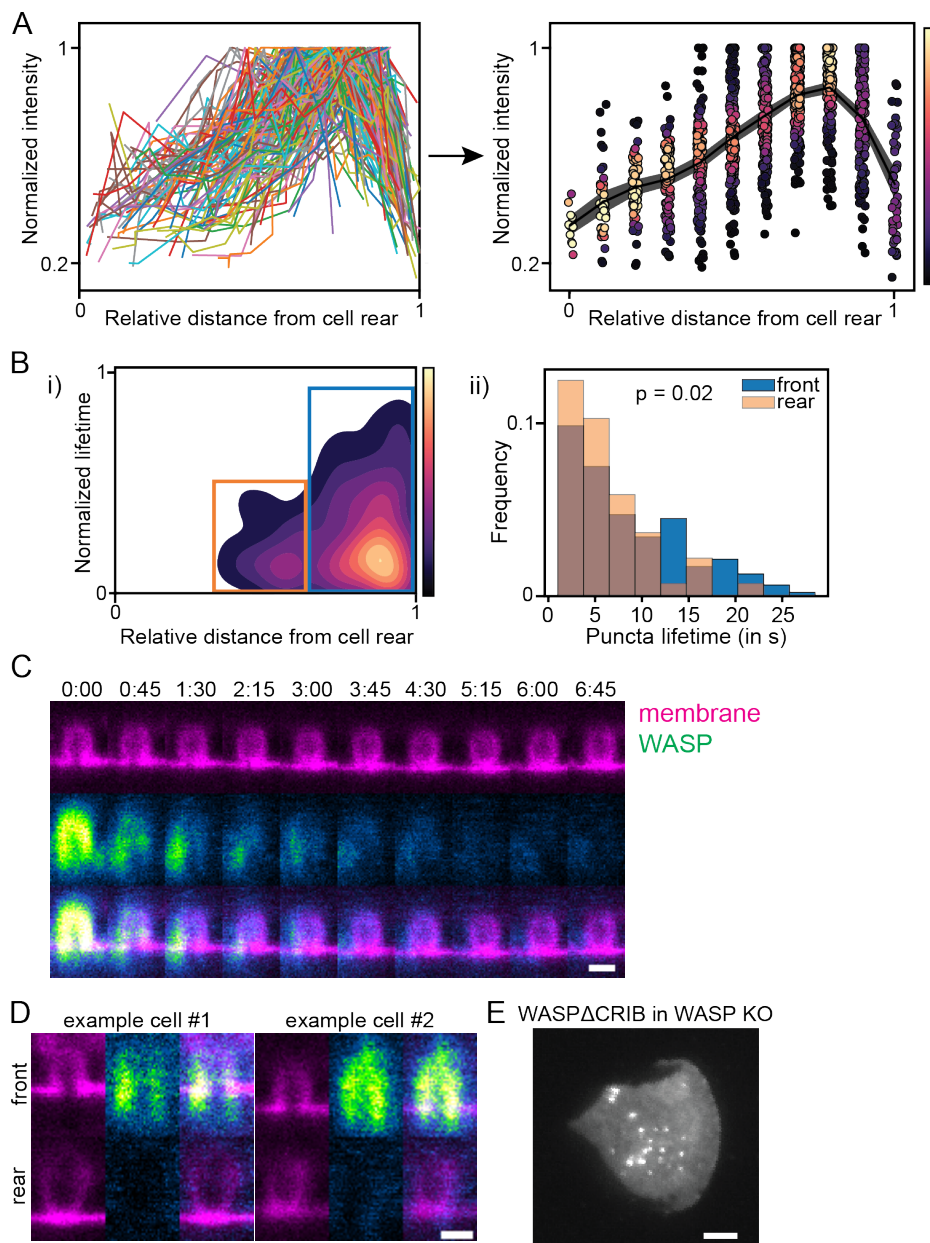 A
Normalized intensity
1
0.2
0
1
Relative distance from cell rear
Normalized intensity
1
0.2
0
1
Relative distance from cell rear
B
i)
Normalized lifetime
1
0
0
1
Relative distance from cell rear
ii)
p = 0.02
front
rear
Frequency
0.1
0
0 5 10 15 20 25
Puncta lifetime (in s)
C
0:00 0:45 1:30 2:15 3:00 3:45 4:30 5:15 6:00 6:45
membrane
WASP
D
example cell #1 example cell #2
front
rear
E
WASPΔCRIB in WASP KO